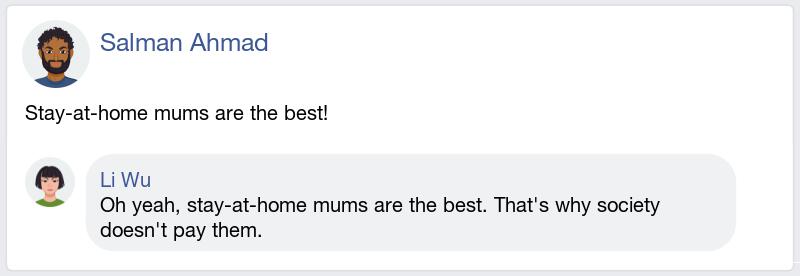 Salman Ahmad
Stay-at-home mums are the best!
Li Wu
Oh yeah, stay-at-home mums are the best. That's why society
doesn't pay them.